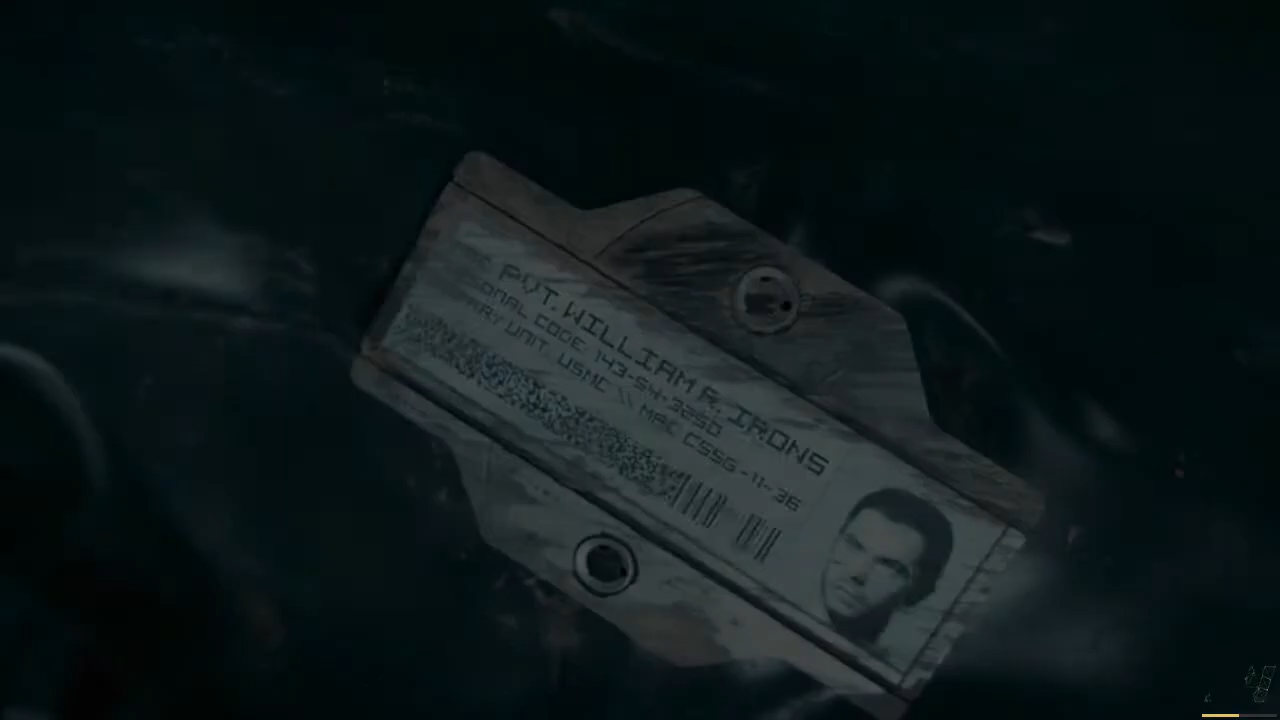 PVT. WILLIAM R. IRONS
ONAL CODE 143-54-3250
ARY UNIT. USMC \\ MAC CSSG-11-36